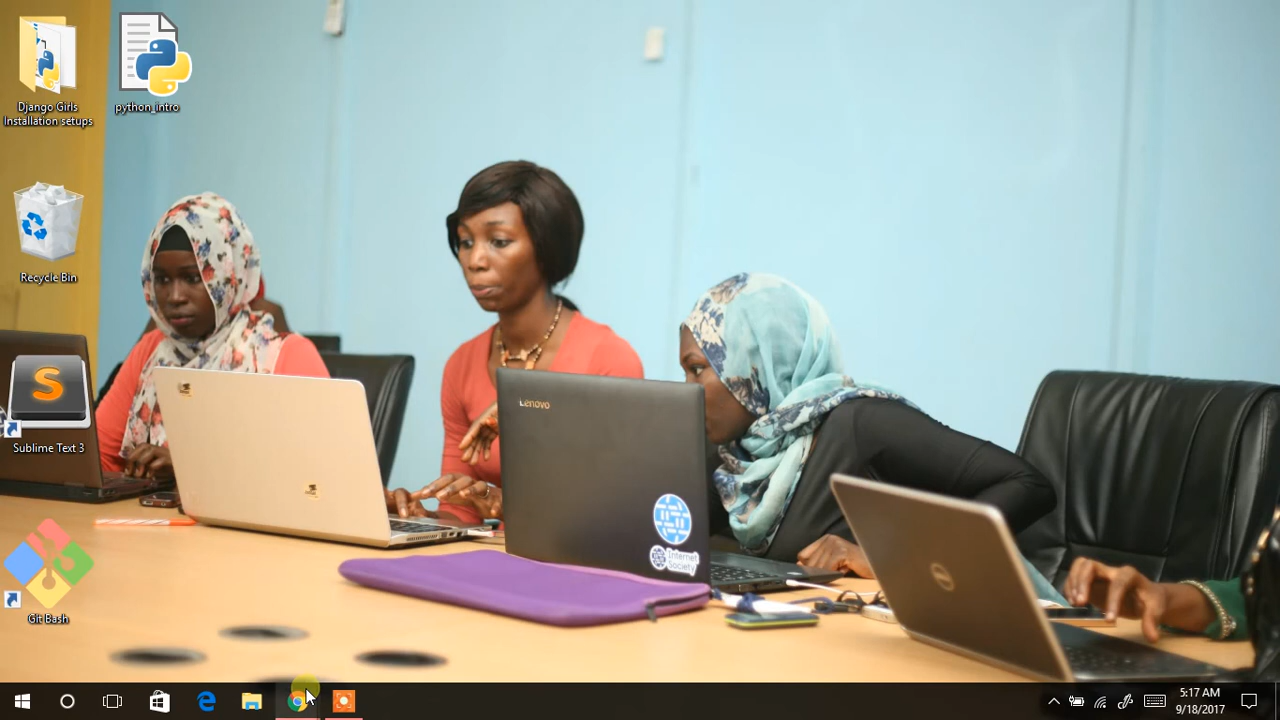 Django Girls
Installation setups
python_intro
Recycle Bin
S
Sublime Text 3
Git Bash
Lenovo
Internet
Society
DELL
5:17 AM
9/18/2017